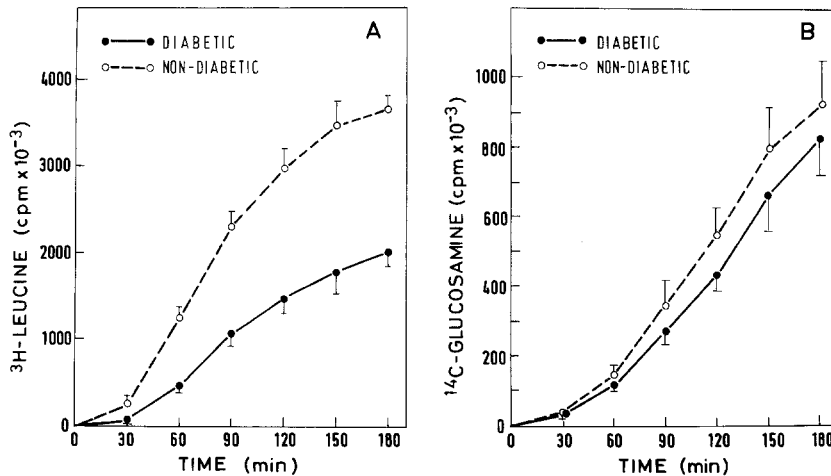 A
DIABETIC
NON-DIABETIC
4000
3000
2000
1000
0
³H-LEUCINE (cpm x10⁻³)
0 30 60 90 120 150 180
TIME (min)
B
DIABETIC
NON-DIABETIC
1000
800
600
400
200
0
¹⁴C-GLUCOSAMINE (cpm x10⁻³)
0 30 60 90 120 150 180
TIME (min)